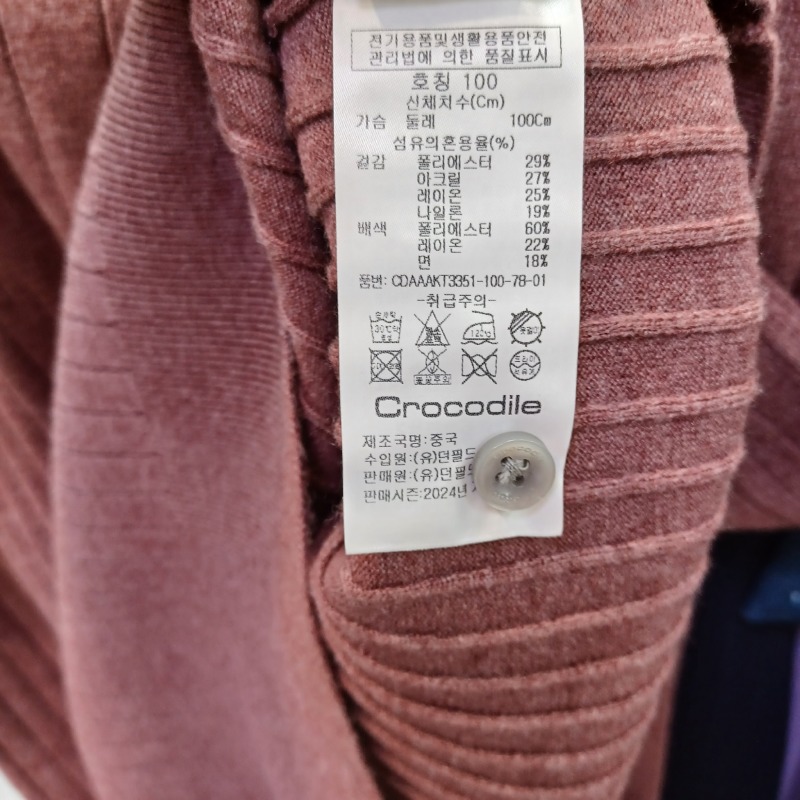 전기용품및생활용품안전
관리법에 의한 품질표시
호칭 100
신체치수(Cm)
가슴 둘레 100Cm
섬유의혼용율(%)
겉감 폴리에스터 29%
아크릴 27%
레이온 25%
나일론 19%
배색 폴리에스터 60%
레이온 22%
면 18%
품번: CDAAAKT3351-100-78-01
-취급주의-
120℃
Crocodile
제조국명:중국
수입원:(유)던필드
판매원:(유)던필드
판매시즌:2024년